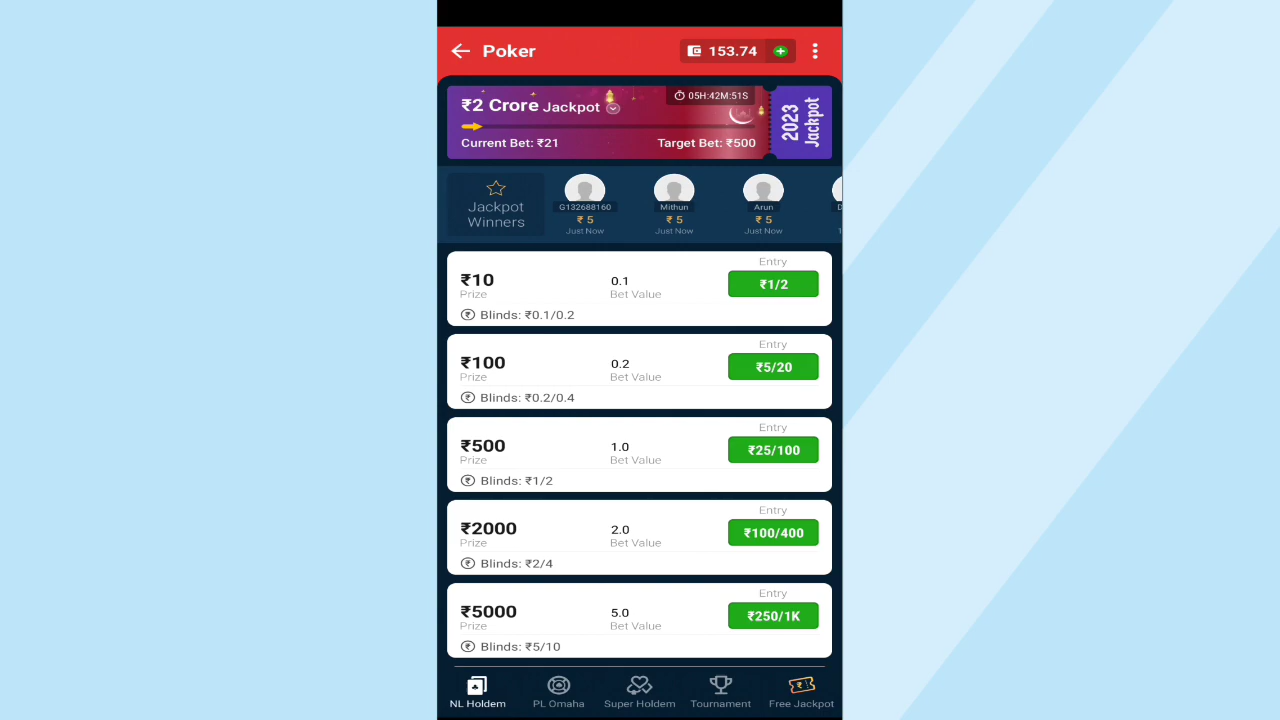 Poker
153.74
₹2 Crore Jackpot
05H:42M:51S
Current Bet: ₹21
Target Bet: ₹500
2023
Jackpot
Jackpot
Winners
G132688160
₹ 5
Just Now
Mithun
₹ 5
Just Now
Arun
₹ 5
Just Now
₹10
Prize
0.1
Bet Value
Entry
₹1/2
Blinds: ₹0.1/0.2
₹100
Prize
0.2
Bet Value
Entry
₹5/20
Blinds: ₹0.2/0.4
₹500
Prize
1.0
Bet Value
Entry
₹25/100
Blinds: ₹1/2
₹2000
Prize
2.0
Bet Value
Entry
₹100/400
Blinds: ₹2/4
₹5000
Prize
5.0
Bet Value
Entry
₹250/1K
Blinds: ₹5/10
NL Holdem
PL Omaha
Super Holdem
Tournament
Free Jackpot